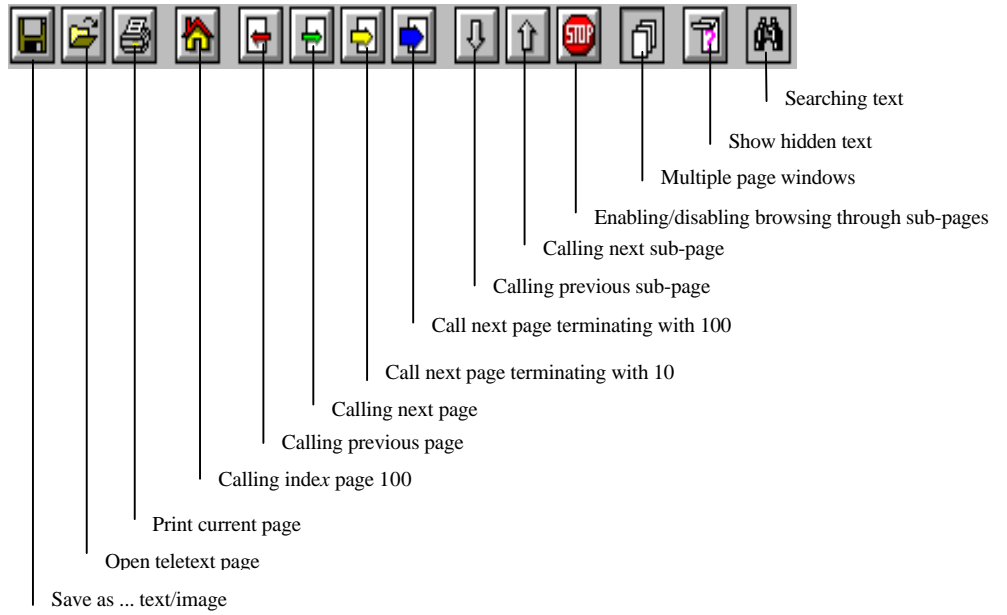 STOP
Searching text
Show hidden text
Multiple page windows
Enabling/disabling browsing through sub-pages
Calling next sub-page
Calling previous sub-page
Call next page terminating with 100
Call next page terminating with 10
Calling next page
Calling previous page
Calling index page 100
Print current page
Open teletext page
Save as ... text/image